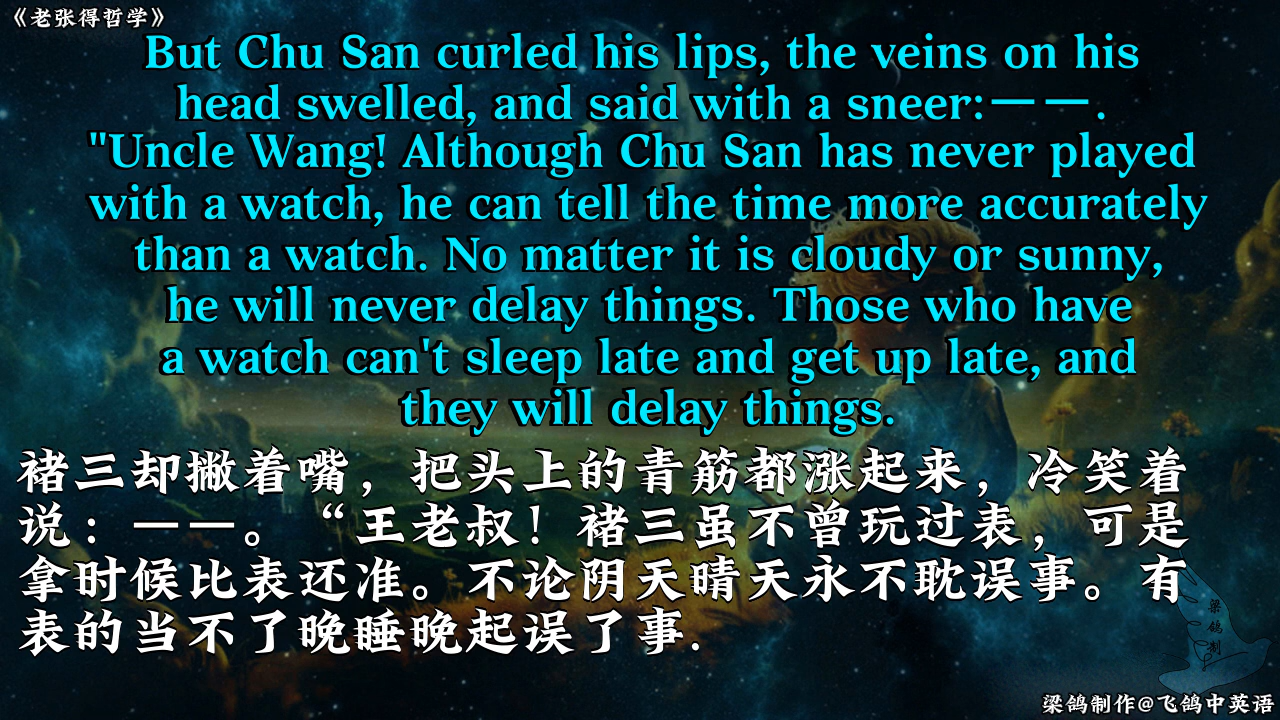 《老张得哲学》
But Chu San curled his lips, the veins on his
head swelled, and said with a sneer:——.
"Uncle Wang! Although Chu San has never played
with a watch, he can tell the time more accurately
than a watch. No matter it is cloudy or sunny,
he will never delay things. Those who have
a watch can't sleep late and get up late, and
they will delay things.
褚三却撇着嘴，把头上的青筋都涨起来，冷笑着
说：——。“王老叔！褚三虽不曾玩过表，可是
拿时候比表还准。不论阴天晴天永不耽误事。有
表的当不了晚睡晚起误了事.
梁
鸽
制
梁鸽制作@飞鸽中英语